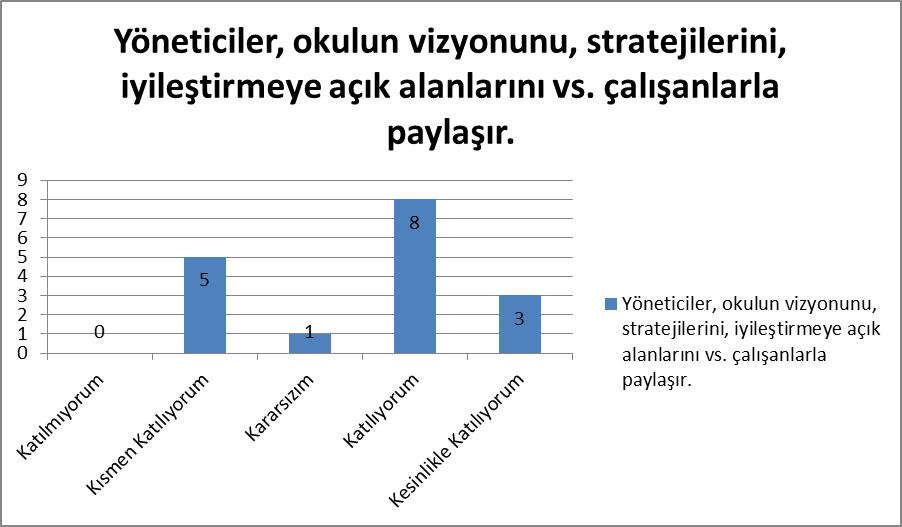 Yöneticiler, okulun vizyonunu, stratejilerini,
iyileştirmeye açık alanlarını vs. çalışanlarla
paylaşır.
9
8
7
6
5
4
3
2
1
0
0
5
1
8
3
Katılmıyorum
Kısmen Katılıyorum
Kararsızım
Katılıyorum
Kesinlikle Katılıyorum
Yöneticiler, okulun vizyonunu,
stratejilerini, iyileştirmeye açık
alanlarını vs. çalışanlarla
paylaşır.